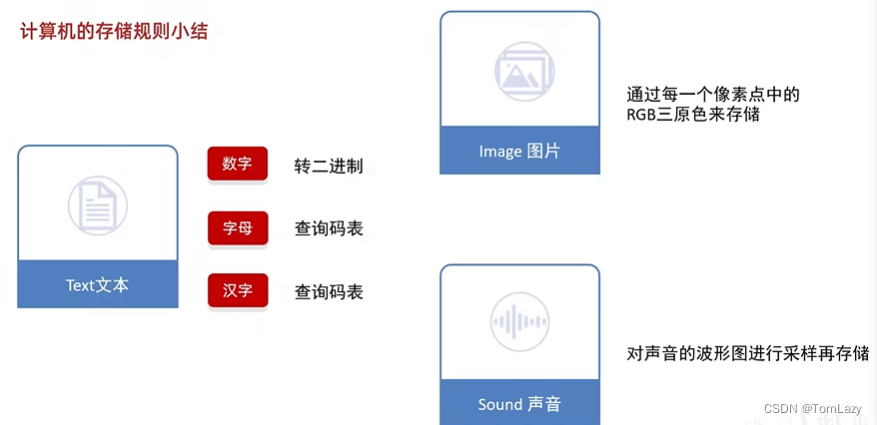 计算机的存储规则小结
Text文本
数字
转二进制
字母
查询码表
汉字
查询码表
Image 图片
通过每一个像素点中的
RGB三原色来存储
Sound 声音
对声音的波形图进行采样再存储
CSDN @TomLazy